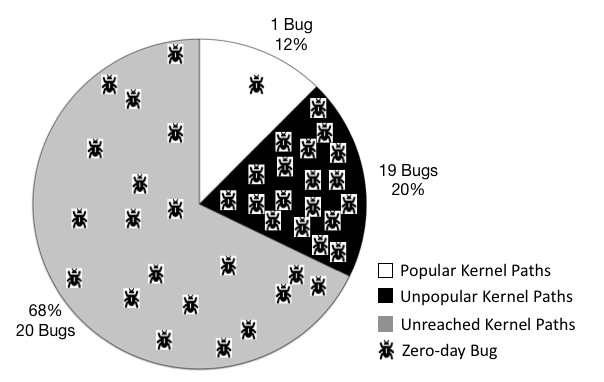 1 Bug
12%
19 Bugs
20%
68%
20 Bugs
Popular Kernel Paths
Unpopular Kernel Paths
Unreached Kernel Paths
Zero-day Bug